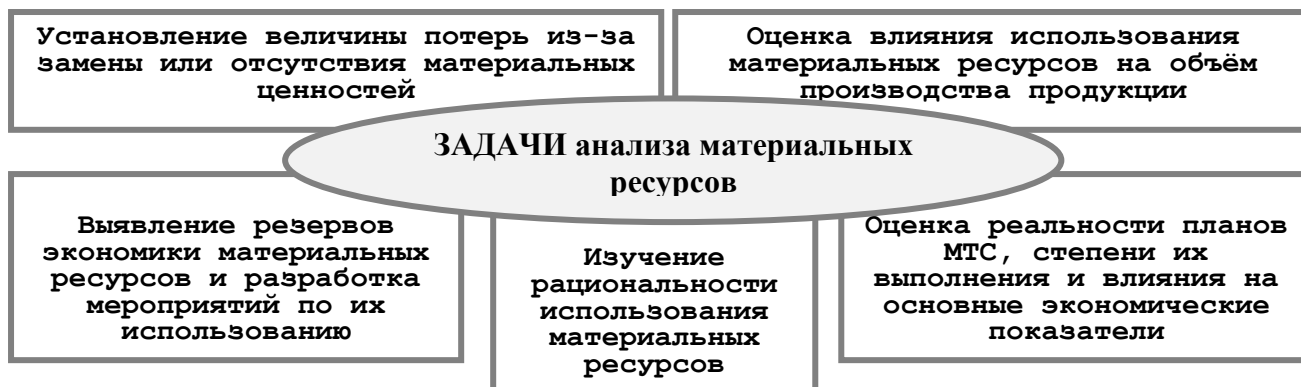 Установление величины потерь из-за
замены или отсутствия материальных
ценностей
Оценка влияния использования
материальных ресурсов на объём
производства продукции
ЗАДАЧИ анализа материальных
ресурсов
Выявление резервов
экономики материальных
ресурсов и разработка
мероприятий по их
использованию
Изучение
рациональности
использования
материальных
ресурсов
Оценка реальности планов
МТС, степени их
выполнения и влияния на
основные экономические
показатели